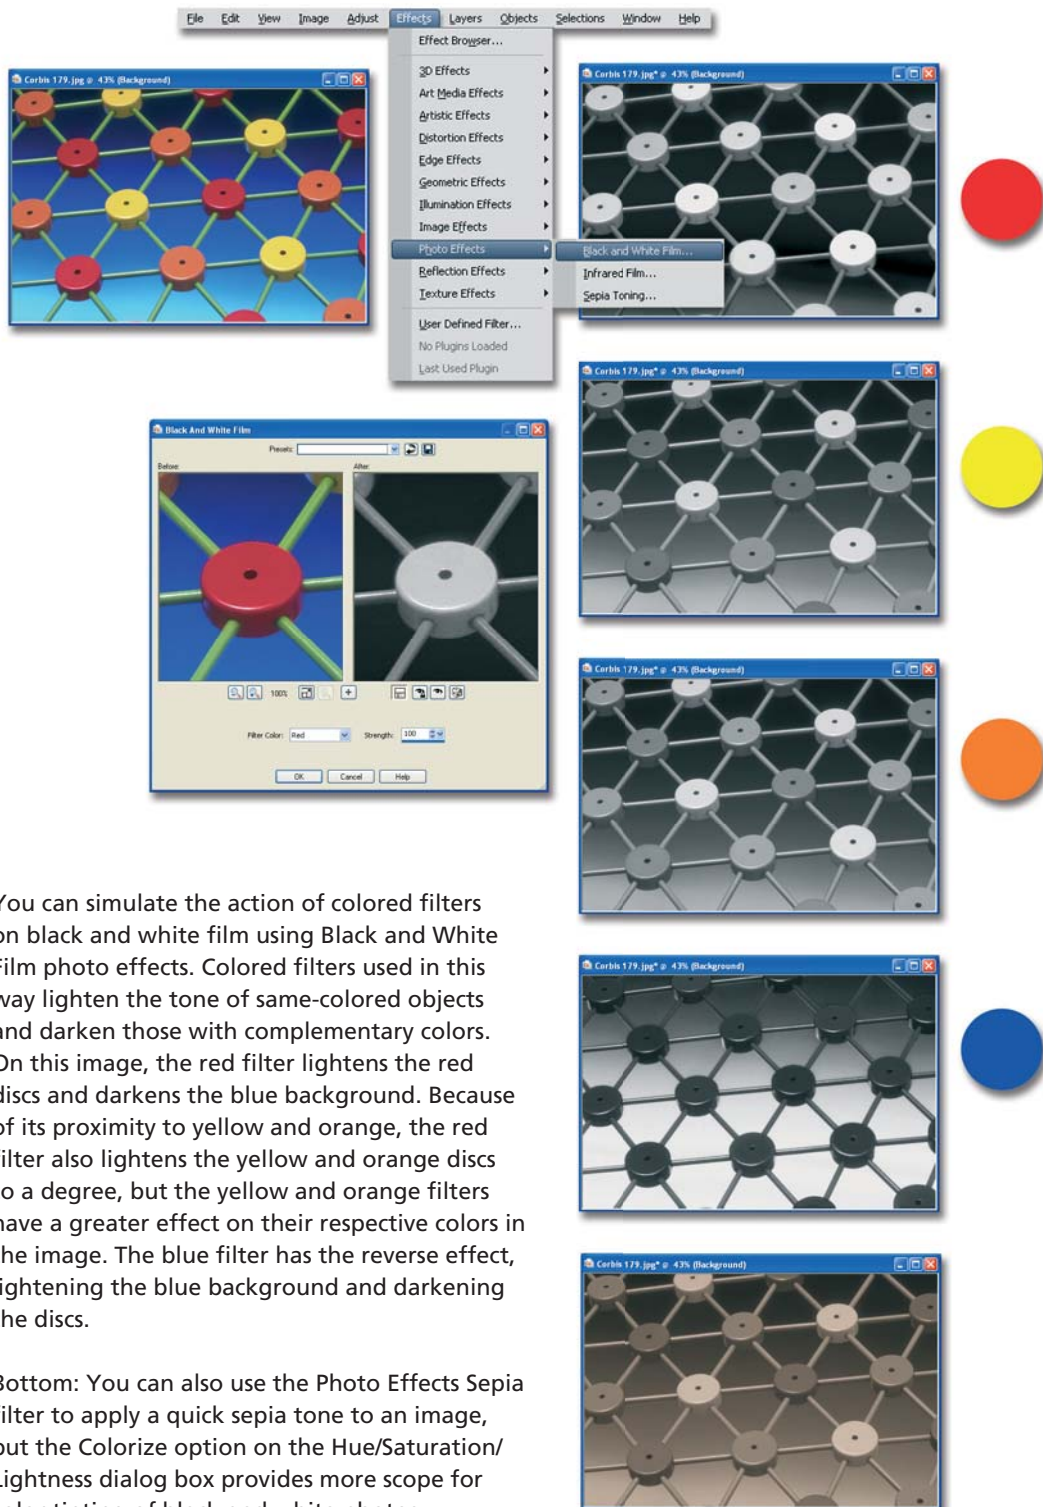 File Edit View Image Adjust Effects Layers Objects Selections Window Help
Effect Browser...
3D Effects
Art Media Effects
Artistic Effects
Distortion Effects
Edge Effects
Geometric Effects
Illumination Effects
Image Effects
Photo Effects
Reflection Effects
Texture Effects
User Defined Filter...
No Plugins Loaded
Last Used Plugin
Black and White Film...
Infrared Film...
Sepia Toning...
Corbis 179.jpg @ 43% (Background)
Corbis 179.jpg* @ 43% (Background)
Corbis 179.jpg* @ 43% (Background)
Black And White Film
Presets:
Before:
After:
100%
Filter Color: Red Strength: 100
OK Cancel Help
Corbis 179.jpg* @ 43% (Background)
Corbis 179.jpg* @ 43% (Background)
Corbis 179.jpg* @ 43% (Background)
You can simulate the action of colored filters
on black and white film using Black and White
Film photo effects. Colored filters used in this
way lighten the tone of same-colored objects
and darken those with complementary colors.
On this image, the red filter lightens the red
discs and darkens the blue background. Because
of its proximity to yellow and orange, the red
filter also lightens the yellow and orange discs
to a degree, but the yellow and orange filters
have a greater effect on their respective colors in
the image. The blue filter has the reverse effect,
lightening the blue background and darkening
the discs.
Bottom: You can also use the Photo Effects Sepia
filter to apply a quick sepia tone to an image,
but the Colorize option on the Hue/Saturation/
Lightness dialog box provides more scope for